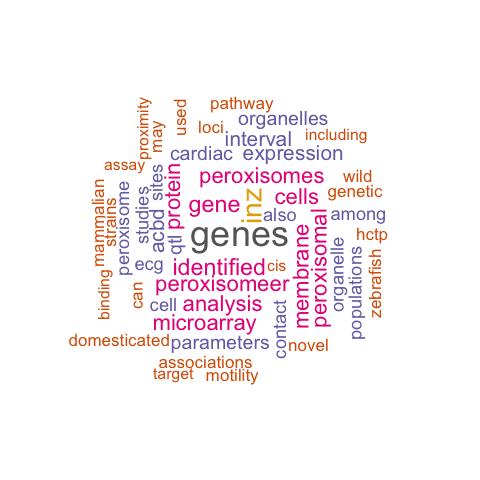 pathway
proximity
may
used
loci
organelles
interval
including
assay
cardiac
expression
mammalian
strains
peroxisome
studies
acbd
sites
protein
peroxisomes
wild
genetic
gene
inz
cells
also
among
qtl
genes
peroxisomal
membrane
organelle
populations
hctp
zebrafish
binding
can
ecg
identified
cis
peroxisomeer
cell
analysis
microarray
contact
domesticated
parameters
novel
associations
target
motility